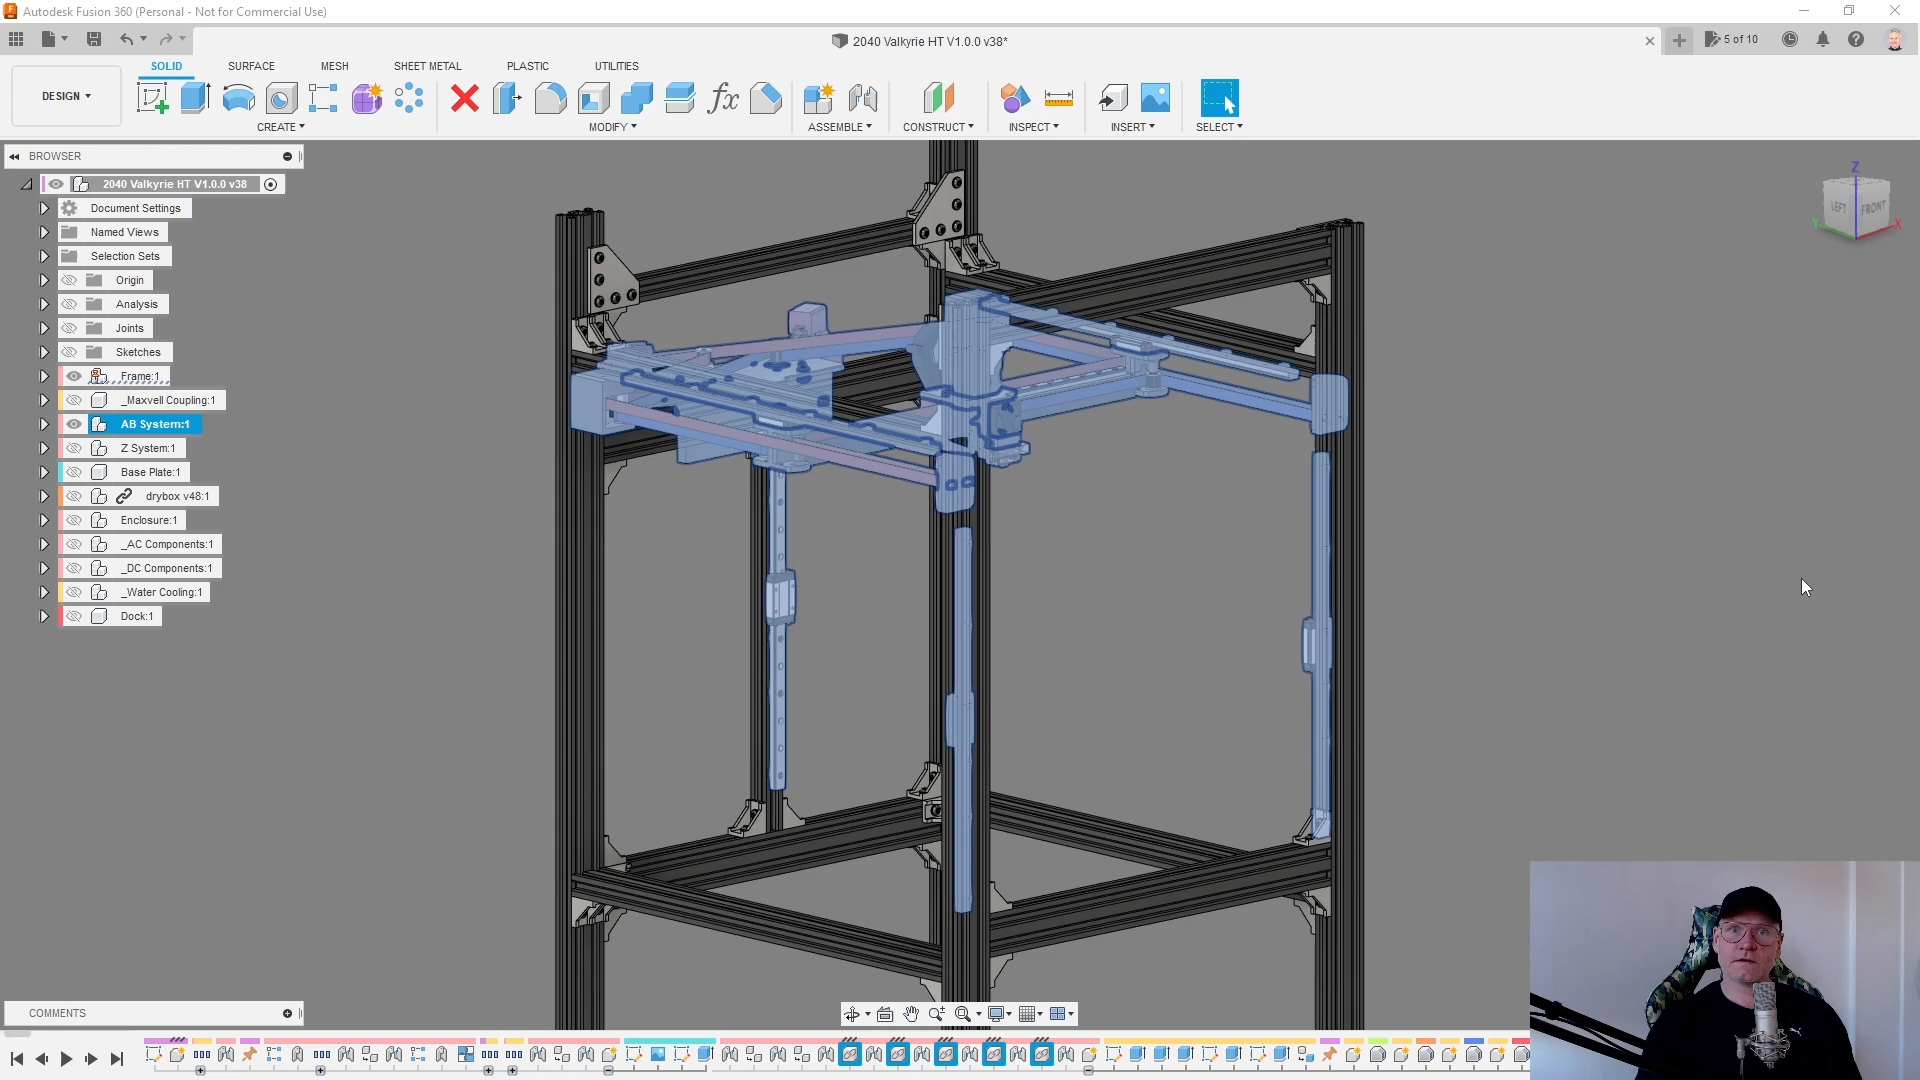 Autodesk Fusion 360 (Personal - Not for Commercial Use)
2040 Valkyrie HT V1.0.0 v38*
5 of 10
DESIGN
SOLID
SURFACE
MESH
SHEET METAL
PLASTIC
UTILITIES
CREATE
MODIFY
ASSEMBLE
CONSTRUCT
INSPECT
INSERT
SELECT
BROWSER
2040 Valkyrie HT V1.0.0 v38
Document Settings
Named Views
Selection Sets
Origin
Analysis
Joints
Sketches
Frame:1
_Maxvell Coupling:1
AB System:1
Z System:1
Base Plate:1
drybox v48:1
Enclosure:1
_AC Components:1
_DC Components:1
_Water Cooling:1
Dock:1
Z
LEFT
FRONT
Y
X
COMMENTS